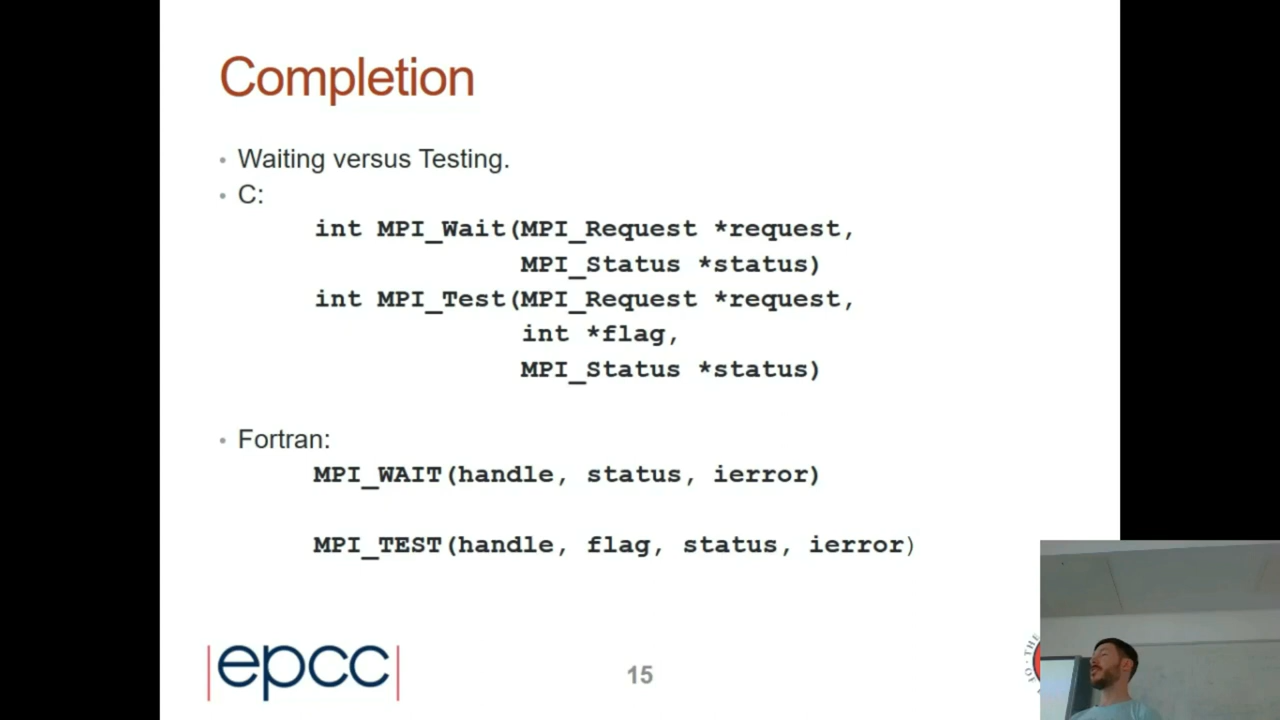 Completion
• Waiting versus Testing.
• C:
int MPI_Wait(MPI_Request *request,
MPI_Status *status)
int MPI_Test(MPI_Request *request,
int *flag,
MPI_Status *status)
• Fortran:
MPI_WAIT(handle, status, ierror)
MPI_TEST(handle, flag, status, ierror)
|epcc|
15
THE